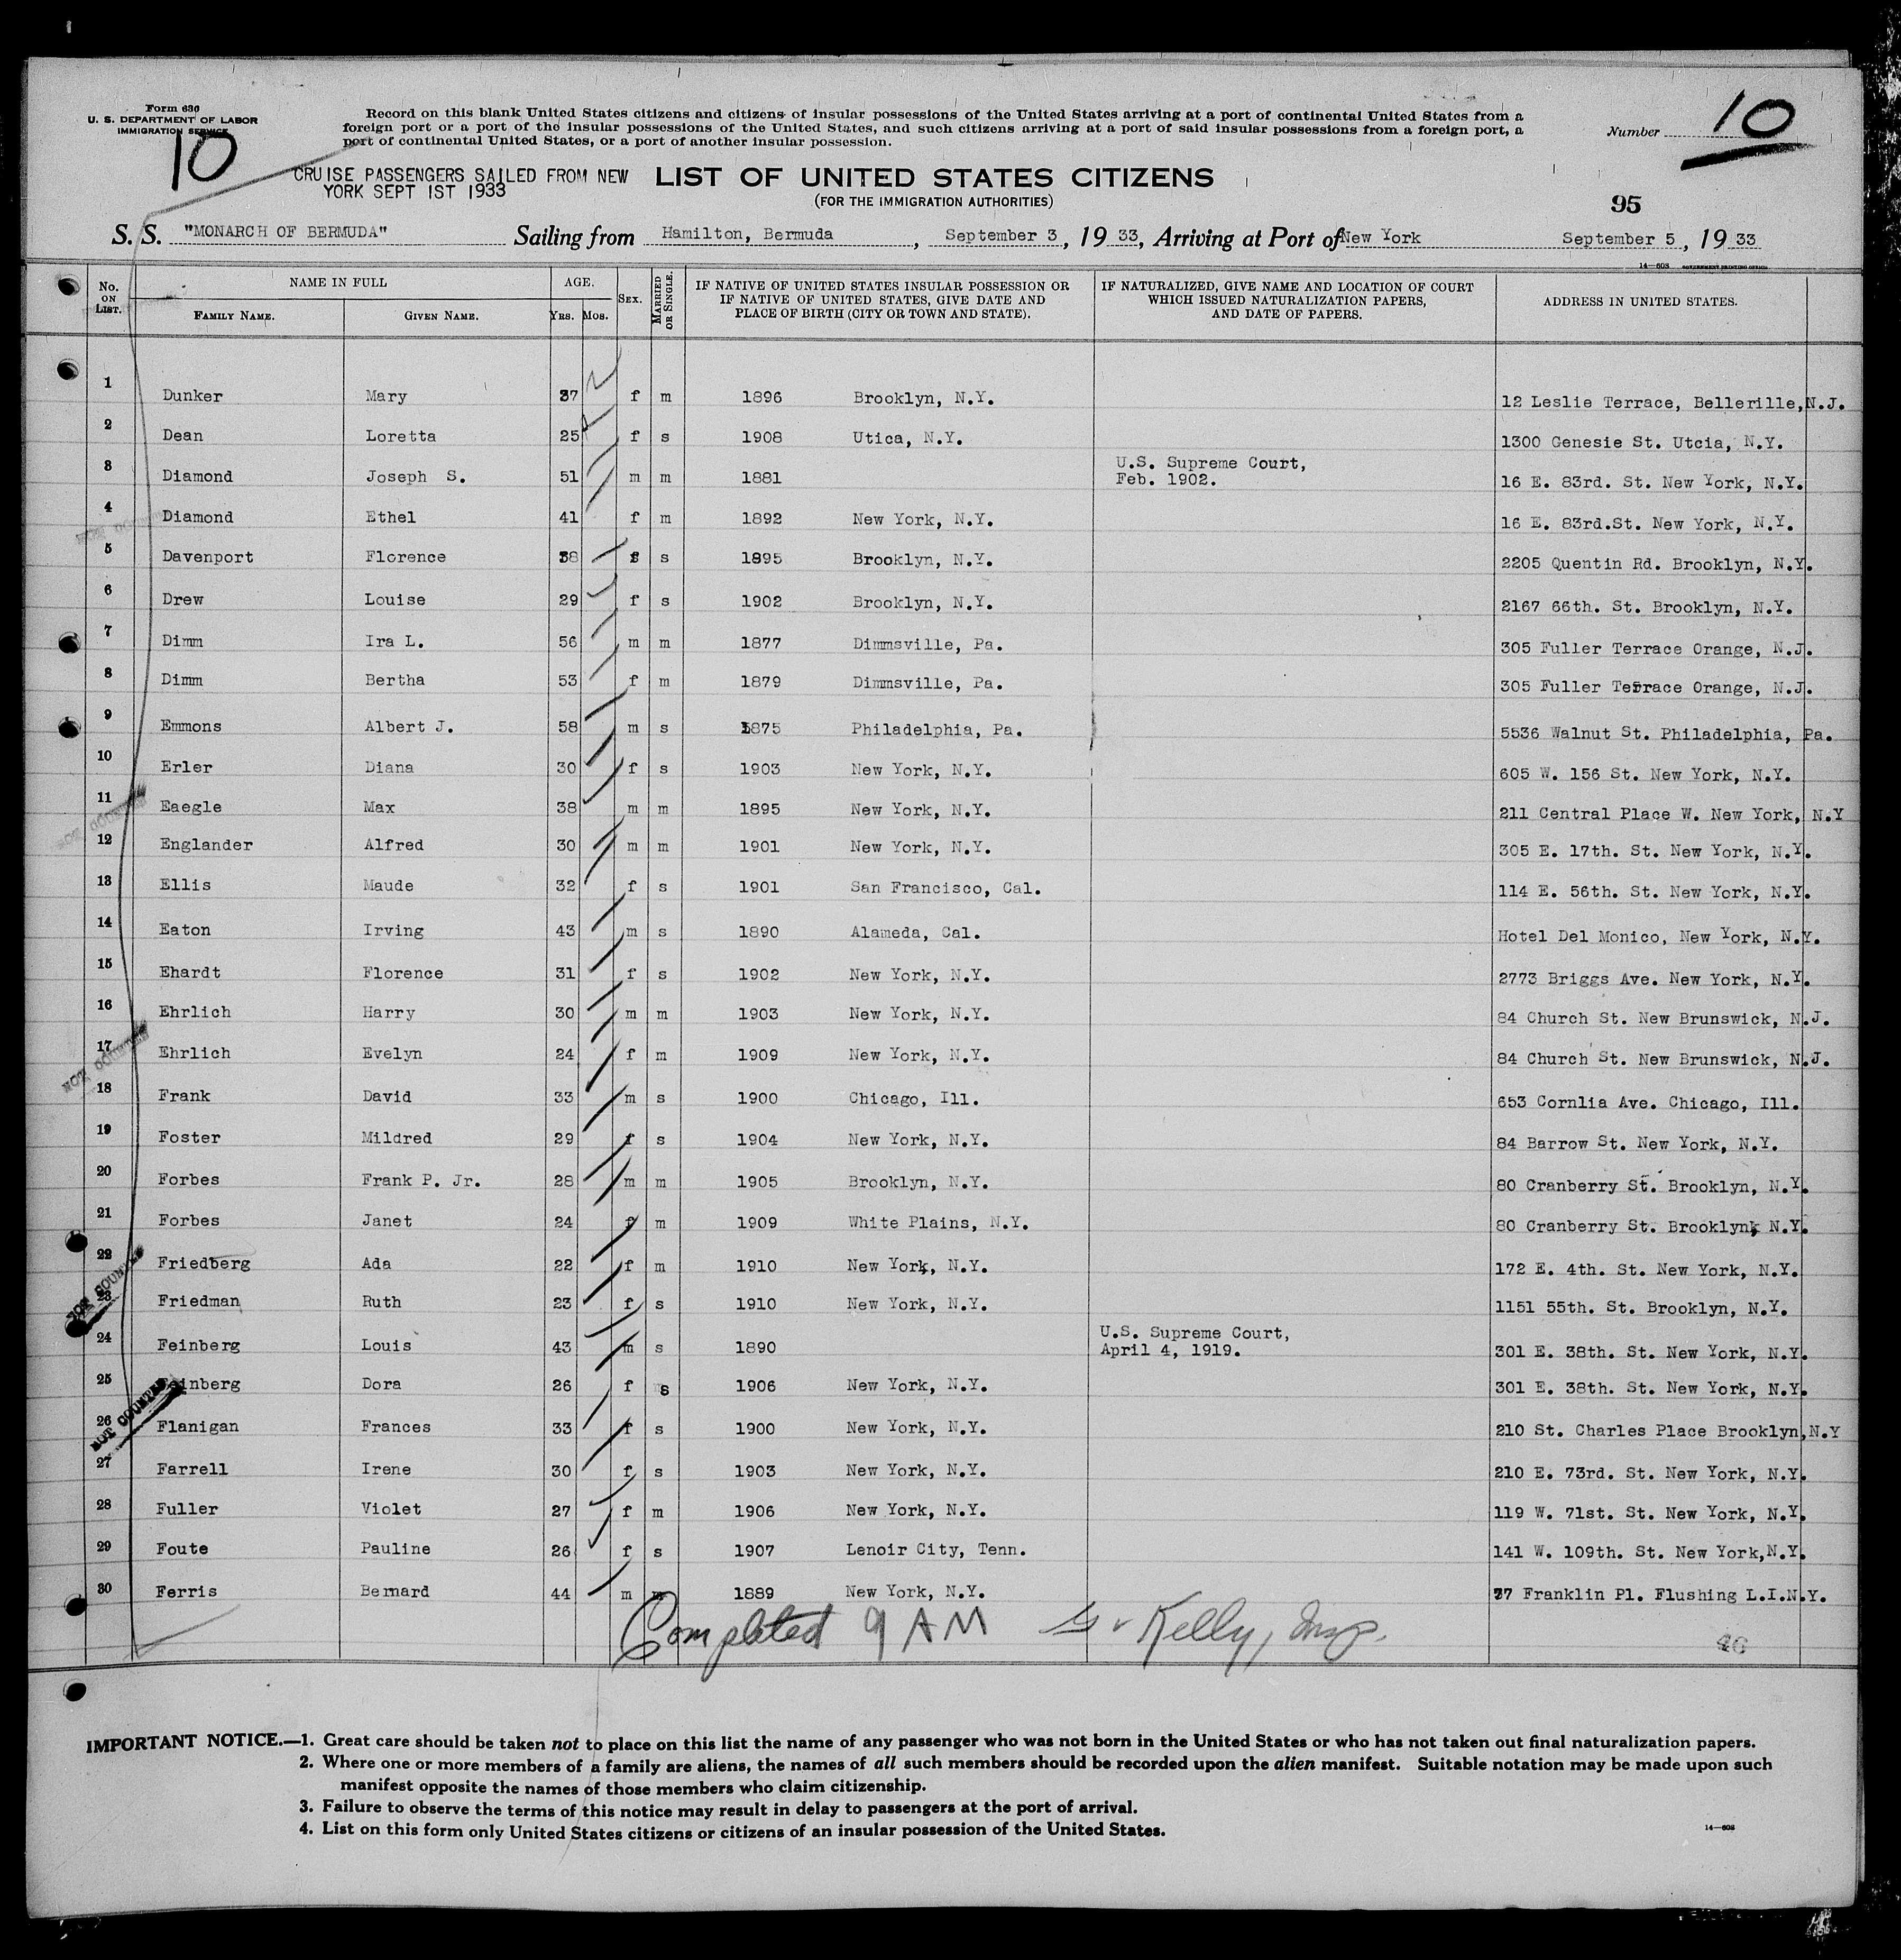 Form 636
U. S. DEPARTMENT OF LABOR
IMMIGRATION SERVICE
10
Record on this blank United States citizens and citizens of insular possessions of the United States arriving at a port of continental United States from a
foreign port or a port of the insular possessions of the United States, and such citizens arriving at a port of said insular possessions from a foreign port, a
port of continental United States, or a port of another insular possession.
Number 10
CRUISE PASSENGERS SAILED FROM NEW
YORK SEPT 1ST 1933
LIST OF UNITED STATES CITIZENS
(FOR THE IMMIGRATION AUTHORITIES)
95
S. S. "MONARCH OF BERMUDA" Sailing from Hamilton, Bermuda, September 3, 19 33, Arriving at Port of New York September 5, 19 33
14—603 GOVERNMENT PRINTING OFFICE
No. ON LIST. NAME IN FULL AGE. SEX. MARRIED OR SINGLE. IF NATIVE OF UNITED STATES INSULAR POSSESSION OR IF NATIVE OF UNITED STATES, GIVE DATE AND PLACE OF BIRTH (CITY OR TOWN AND STATE). IF NATURALIZED, GIVE NAME AND LOCATION OF COURT WHICH ISSUED NATURALIZATION PAPERS, AND DATE OF PAPERS. ADDRESS IN UNITED STATES.
FAMILY NAME. GIVEN NAME. YRS. MOS.
1 Dunker Mary 37 f m 1896 Brooklyn, N.Y. 12 Leslie Terrace, Bellerille, N.J.
2 Dean Loretta 25 f s 1908 Utica, N.Y. 1300 Genesie St. Utcia, N.Y.
3 Diamond Joseph S. 51 m m 1881 U.S. Supreme Court, Feb. 1902. 16 E. 83rd. St. New York, N.Y.
4 Diamond Ethel 41 f m 1892 New York, N.Y. 16 E. 83rd.St. New York, N.Y.
5 Davenport Florence 38 f s 1895 Brooklyn, N.Y. 2205 Quentin Rd. Brooklyn, N.Y.
6 Drew Louise 29 f s 1902 Brooklyn, N.Y. 2167 66th. St. Brooklyn, N.Y.
7 Dimm Ira L. 56 m m 1877 Dimmsville, Pa. 305 Fuller Terrace Orange, N.J.
8 Dimm Bertha 53 f m 1879 Dimmsville, Pa. 305 Fuller Terrace Orange, N.J.
9 Emmons Albert J. 58 m s 1875 Philadelphia, Pa. 5536 Walnut St. Philadelphia, Pa.
10 Erler Diana 30 f s 1903 New York, N.Y. 605 W. 156 St. New York, N.Y.
11 Eaegle Max 38 m m 1895 New York, N.Y. 211 Central Place W. New York, N.Y
12 Englander Alfred 30 m m 1901 New York, N.Y. 305 E. 17th. St. New York, N.Y.
13 Ellis Maude 32 f s 1901 San Francisco, Cal. 114 E. 56th. St. New York, N.Y.
14 Eaton Irving 43 m s 1890 Alameda, Cal. Hotel Del Monico, New York, N.Y.
15 Ehardt Florence 31 f s 1902 New York, N.Y. 2773 Briggs Ave. New York, N.Y.
16 Ehrlich Harry 30 m m 1903 New York, N.Y. 84 Church St. New Brunswick, N.J.
17 Ehrlich Evelyn 24 f m 1909 New York, N.Y. 84 Church St. New Brunswick, N.J.
18 Frank David 33 m s 1900 Chicago, Ill. 653 Cornlia Ave. Chicago, Ill.
19 Foster Mildred 29 f s 1904 New York, N.Y. 84 Barrow St. New York, N.Y.
20 Forbes Frank P. Jr. 28 m m 1905 Brooklyn, N.Y. 80 Cranberry St. Brooklyn, N.Y.
21 Forbes Janet 24 f m 1909 White Plains, N.Y. 80 Cranberry St. Brooklyn, N.Y.
22 Friedberg Ada 22 f m 1910 New York, N.Y. 172 E. 4th. St. New York, N.Y.
23 Friedman Ruth 23 f s 1910 New York, N.Y. 1151 55th. St. Brooklyn, N.Y.
24 Feinberg Louis 43 m s 1890 U.S. Supreme Court, April 4, 1919. 301 E. 38th. St. New York, N.Y.
25 Feinberg Dora 26 f s 1906 New York, N.Y. 301 E. 38th. St. New York, N.Y.
26 Flanigan Frances 33 f s 1900 New York, N.Y. 210 St. Charles Place Brooklyn, N.Y
27 Farrell Irene 30 f s 1903 New York, N.Y. 210 E. 73rd. St. New York, N.Y.
28 Fuller Violet 27 f m 1906 New York, N.Y. 119 W. 71st. St. New York, N.Y.
29 Foute Pauline 26 f s 1907 Lenoir City, Tenn. 141 W. 109th. St. New York,N.Y.
30 Ferris Bernard 44 m m 1889 New York, N.Y. 37 Franklin Pl. Flushing L.I.N.Y.
NOT COUNTED
NOT COUNTED
NOT COUNTED
NOT COUNTED
NOT COUNTED
Completed 9 AM Kelly, Insp.
46
IMPORTANT NOTICE.—1. Great care should be taken not to place on this list the name of any passenger who was not born in the United States or who has not taken out final naturalization papers.
2. Where one or more members of a family are aliens, the names of all such members should be recorded upon the alien manifest. Suitable notation may be made upon such
manifest opposite the names of those members who claim citizenship.
3. Failure to observe the terms of this notice may result in delay to passengers at the port of arrival.
4. List on this form only United States citizens or citizens of an insular possession of the United States.
14—603